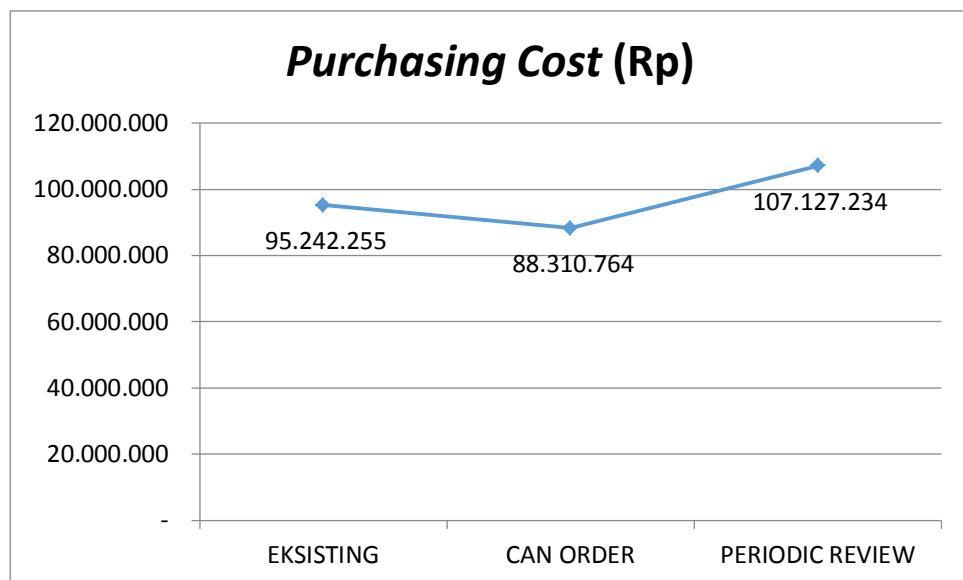 Purchasing Cost (Rp)
120.000.000
100.000.000
80.000.000
60.000.000
40.000.000
20.000.000
-
95.242.255
88.310.764
107.127.234
EKSISTING
CAN ORDER
PERIODIC REVIEW